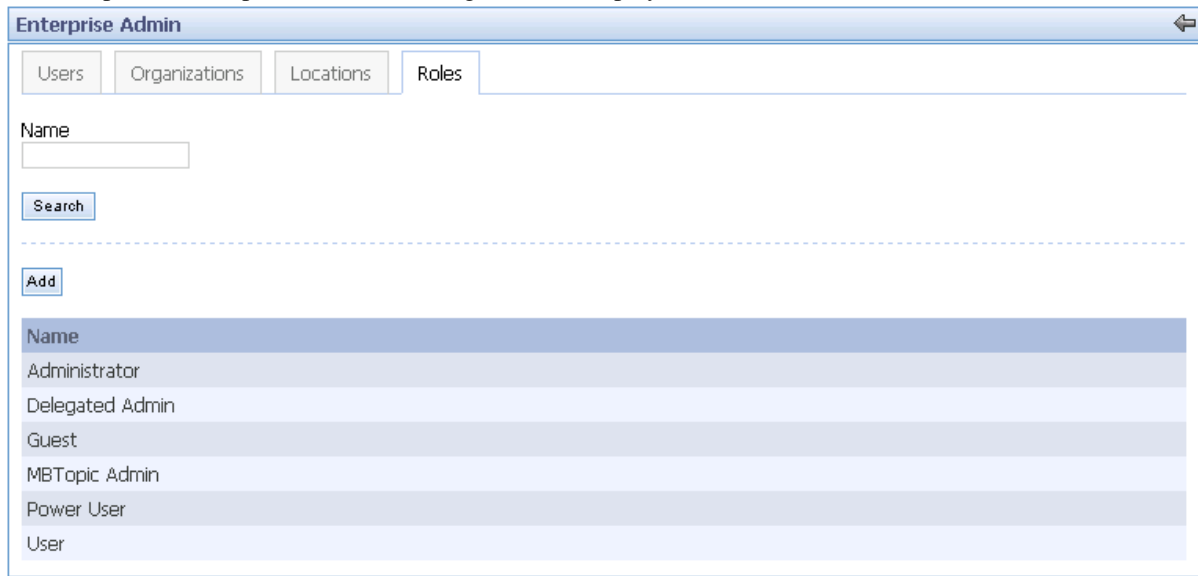 Enterprise Admin
Users Organizations Locations Roles
Name
Search
Add
Name
Administrator
Delegated Admin
Guest
MBTopic Admin
Power User
User